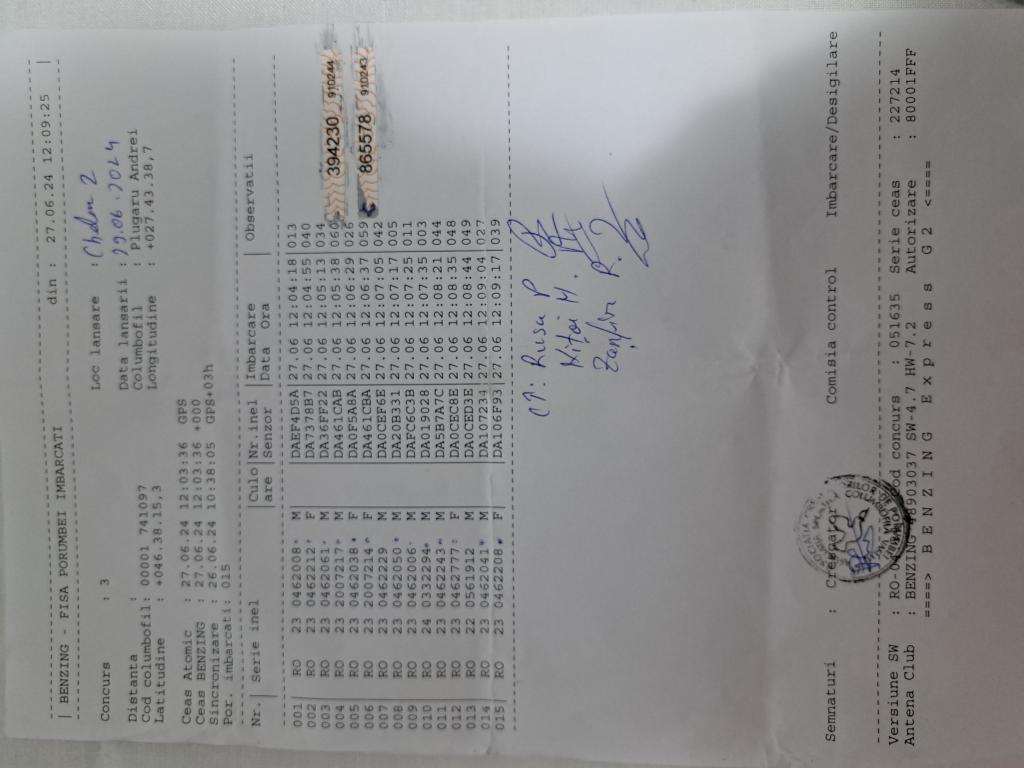 | BENZING - FISA PORUMBEI IMBARCATI din : 27.06.24 12:09:25 |
Concurs : 3 Loc lansare : Chelm 2
Distanta : Data lansarii : 29.06.2024
Cod columbofil: 00001 741097 Columbofil : Plugaru Andrei
Latitudine : +046.38.15,3 Longitudine : +027.43.38,7
Ceas Atomic : 27.06.24 12:03:36 GPS
Ceas BENZING : 27.06.24 12:03:36 +000
Sincronizare : 26.06.24 10:38:05 GPS+03h
Por. imbarcati: 015
Nr.| Serie inel |Culo|Nr.inel |Imbarcare | Observatii
|are |Senzor |Data Ora |
001| RO 23 0462008* M |DAEF4D5A|27.06 12:04:18|013
002| RO 23 0462212* F |DA7378B7|27.06 12:04:55|040
003| RO 23 0462061* M |DA36FF22|27.06 12:05:13|034
004| RO 23 2007217* M |DA461CAB|27.06 12:05:38|060 394230 910244
005| RO 23 0462038* F |DA0F5A8A|27.06 12:06:29|026
006| RO 23 2007214* F |DA461CBA|27.06 12:06:37|059 865578 910243
007| RO 23 0462229 M |DA0CEF6E|27.06 12:07:05|042
008| RO 23 0462050* M |DA20B331|27.06 12:07:17|005
009| RO 23 0462006* M |DAFC6C3B|27.06 12:07:25|011
010| RO 24 0332294* M |DA019028|27.06 12:07:35|003
011| RO 23 0462243* M |DA5B7A7C|27.06 12:08:21|044
012| RO 23 0462777* F |DA0CEC8E|27.06 12:08:35|048
013| RO 22 0561912 M |DA0CED3E|27.06 12:08:44|049
014| RO 23 0462041* M |DA107234|27.06 12:09:04|027
015| RO 23 0462208* F |DA106F93|27.06 12:09:17|039
Rusu P
M.
R.
Semnaturi : Crescator Comisia control Imbarcare/Desigilare
Versiune SW : RO- od concurs : 051635 Serie ceas : 227214
Antena Club : BENZING 98903037 SW-4.7 HW-7.2 Autorizare : 80001FFF
====> B E N Z I N G E x p r e s s G 2 <====